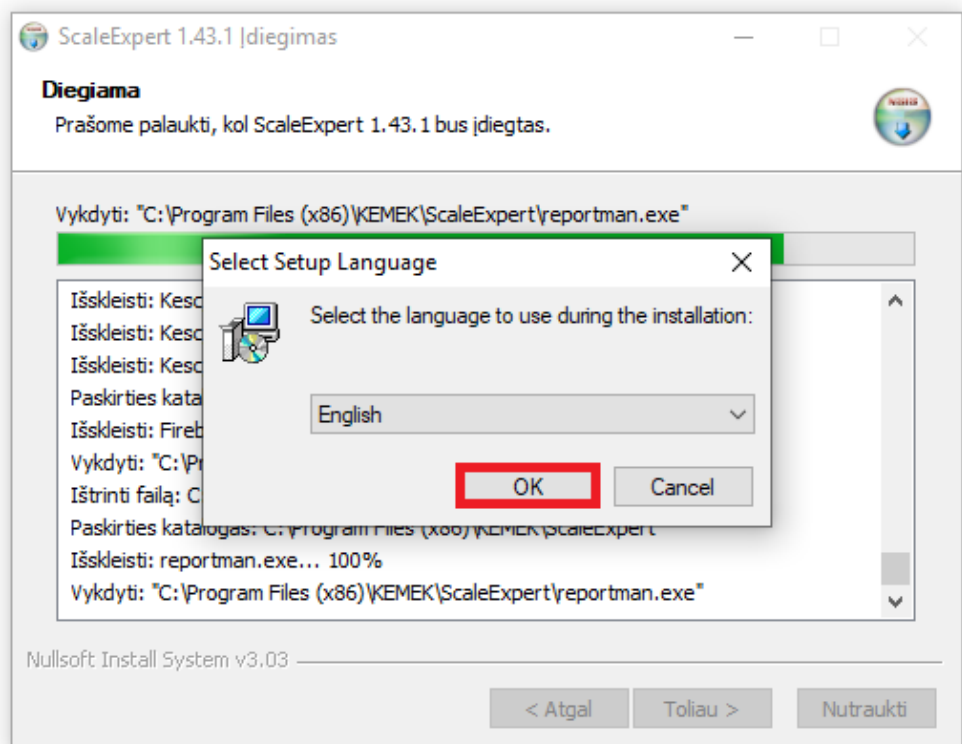 ScaleExpert 1.43.1 Įdiegimas
Diegiama
Prašome palaukti, kol ScaleExpert 1.43.1 bus įdiegtas.
Vykdyti: "C:\Program Files (x86)\KEMEK\ScaleExpert\reportman.exe"
Select Setup Language
Select the language to use during the installation:
English
OK
Cancel
Išskleisti: Kesc
Išskleisti: Kesc
Išskleisti: Kesc
Paskirties kata
Išskleisti: Fireb
Vykdyti: "C:\P
Ištrinti failą: C
Paskirties katalogas: C:\Program Files (x86)\KEMEK\ScaleExpert
Išskleisti: reportman.exe... 100%
Vykdyti: "C:\Program Files (x86)\KEMEK\ScaleExpert\reportman.exe"
Nullsoft Install System v3.03
< Atgal
Toliau >
Nutraukti